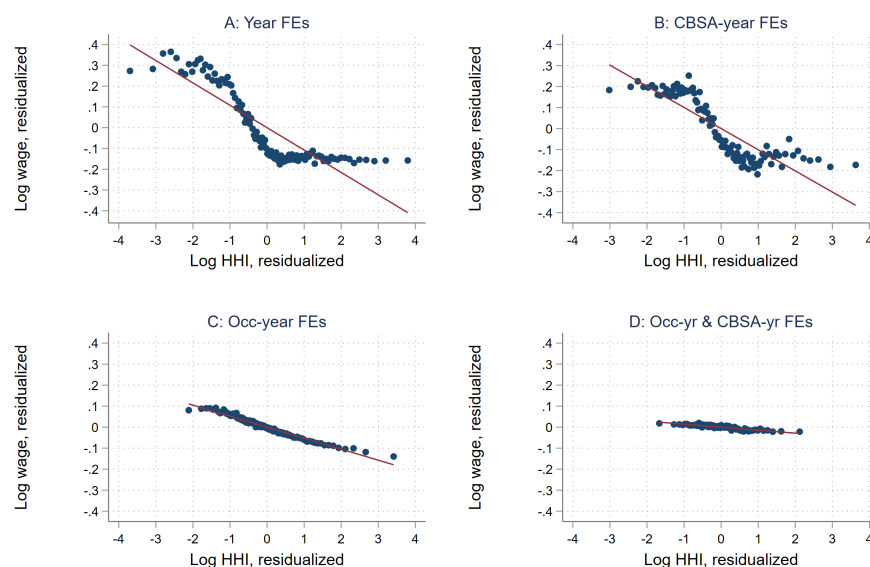 A: Year FEs
.4
.3
.2
.1
0
-.1
-.2
-.3
-.4
Log wage, residualized
-4 -3 -2 -1 0 1 2 3 4
Log HHI, residualized
B: CBSA-year FEs
.4
.3
.2
.1
0
-.1
-.2
-.3
-.4
Log wage, residualized
-4 -3 -2 -1 0 1 2 3 4
Log HHI, residualized
C: Occ-year FEs
.4
.3
.2
.1
0
-.1
-.2
-.3
-.4
Log wage, residualized
-4 -3 -2 -1 0 1 2 3 4
Log HHI, residualized
D: Occ-yr & CBSA-yr FEs
.4
.3
.2
.1
0
-.1
-.2
-.3
-.4
Log wage, residualized
-4 -3 -2 -1 0 1 2 3 4
Log HHI, residualized